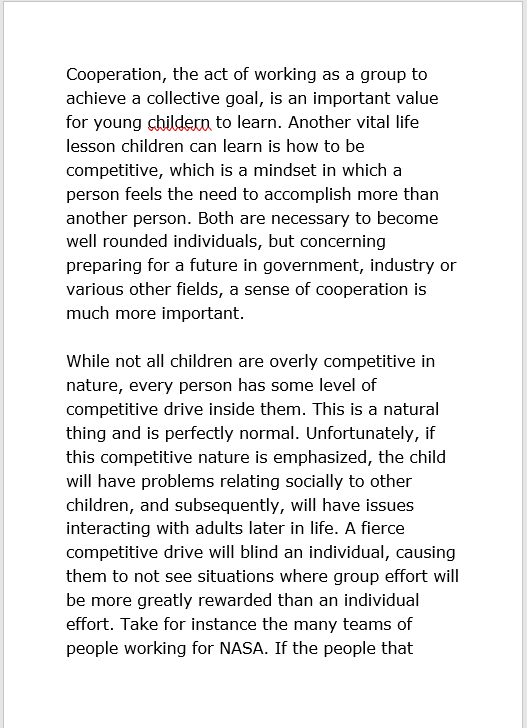 Cooperation, the act of working as a group to
achieve a collective goal, is an important value
for young childern to learn. Another vital life
lesson children can learn is how to be
competitive, which is a mindset in which a
person feels the need to accomplish more than
another person. Both are necessary to become
well rounded individuals, but concerning
preparing for a future in government, industry or
various other fields, a sense of cooperation is
much more important.

While not all children are overly competitive in
nature, every person has some level of
competitive drive inside them. This is a natural
thing and is perfectly normal. Unfortunately, if
this competitive nature is emphasized, the child
will have problems relating socially to other
children, and subsequently, will have issues
interacting with adults later in life. A fierce
competitive drive will blind an individual, causing
them to not see situations where group effort will
be more greatly rewarded than an individual
effort. Take for instance the many teams of
people working for NASA. If the people that